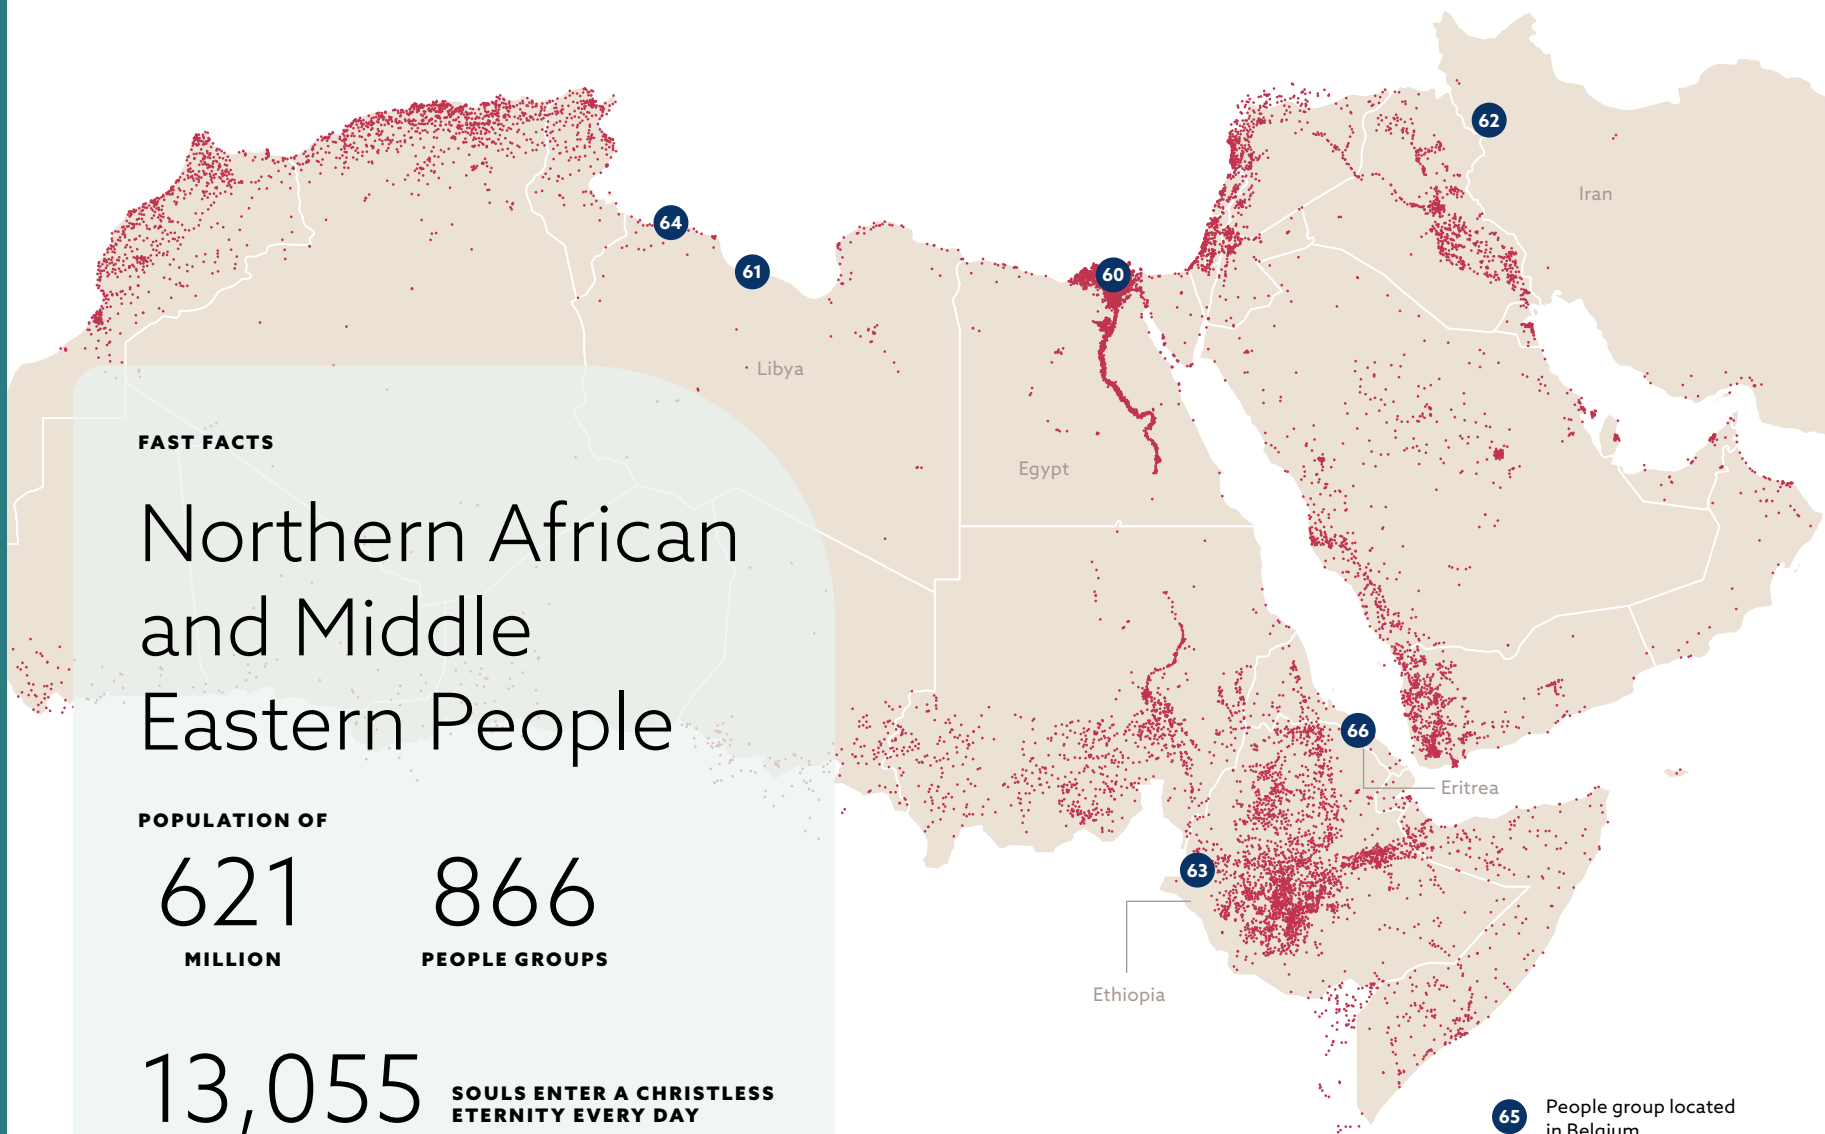 62
Iran
64
61
60
Libya
Egypt
FAST FACTS
Northern African
and Middle
Eastern People
POPULATION OF
621
MILLION
866
PEOPLE GROUPS
13,055
SOULS ENTER A CHRISTLESS
ETERNITY EVERY DAY
66
Eritrea
63
Ethiopia
65
People group located
in Belgium